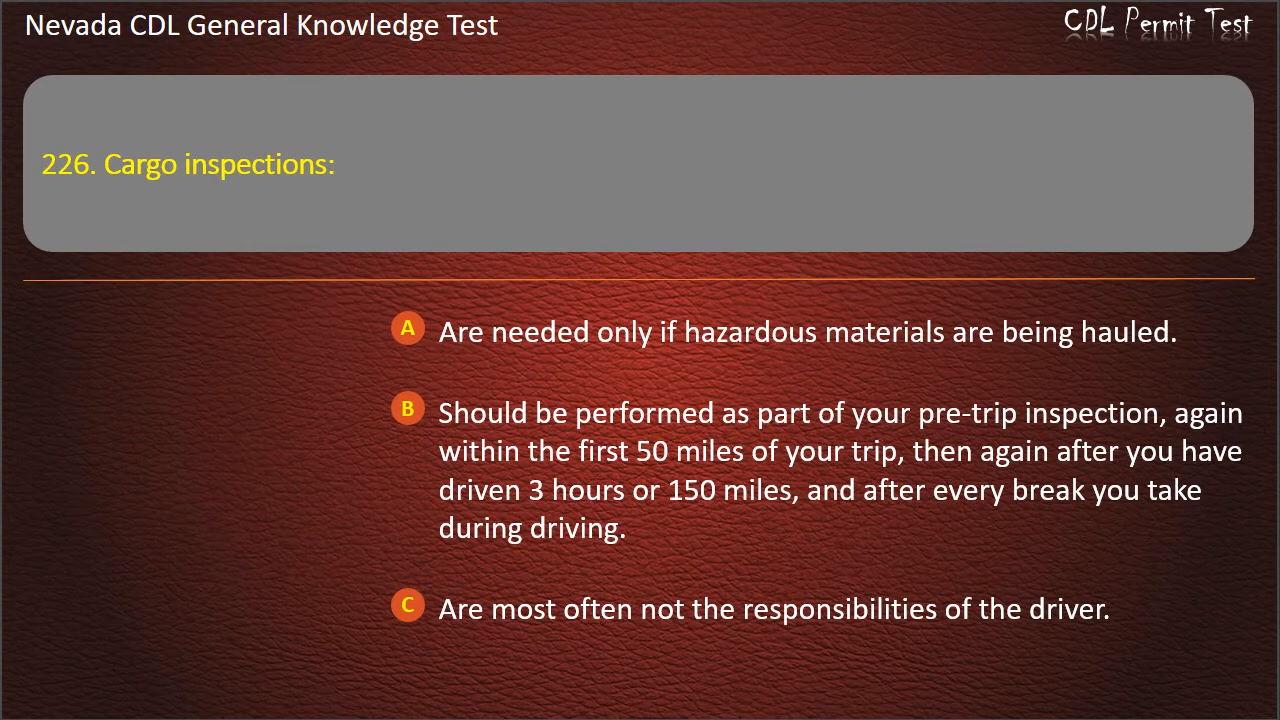 Nevada CDL General Knowledge Test
CDL Permit Test
226. Cargo inspections:
A Are needed only if hazardous materials are being hauled.
B Should be performed as part of your pre-trip inspection, again
within the first 50 miles of your trip, then again after you have
driven 3 hours or 150 miles, and after every break you take
during driving.
C Are most often not the responsibilities of the driver.